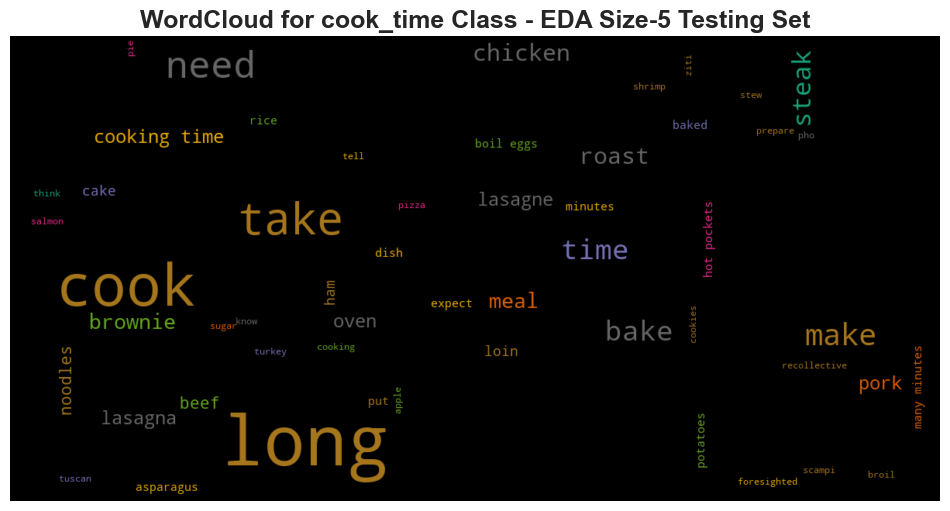 WordCloud for cook_time Class - EDA Size-5 Testing Set
pie
need
chicken
ziti
steak
shrimp
stew
rice
cooking time
baked
prepare
pho
boil eggs
tell
roast
think
cake
lasagne
minutes
salmon
take
pizza
hot pockets
time
dish
cook
ham
expect
meal
brownie
sugar
know
oven
bake
cookies
make
noodles
turkey
cooking
loin
recollective
many minutes
pork
beef
put
apple
lasagna
long
potatoes
tuscan
asparagus
foresighted
scampi
broil